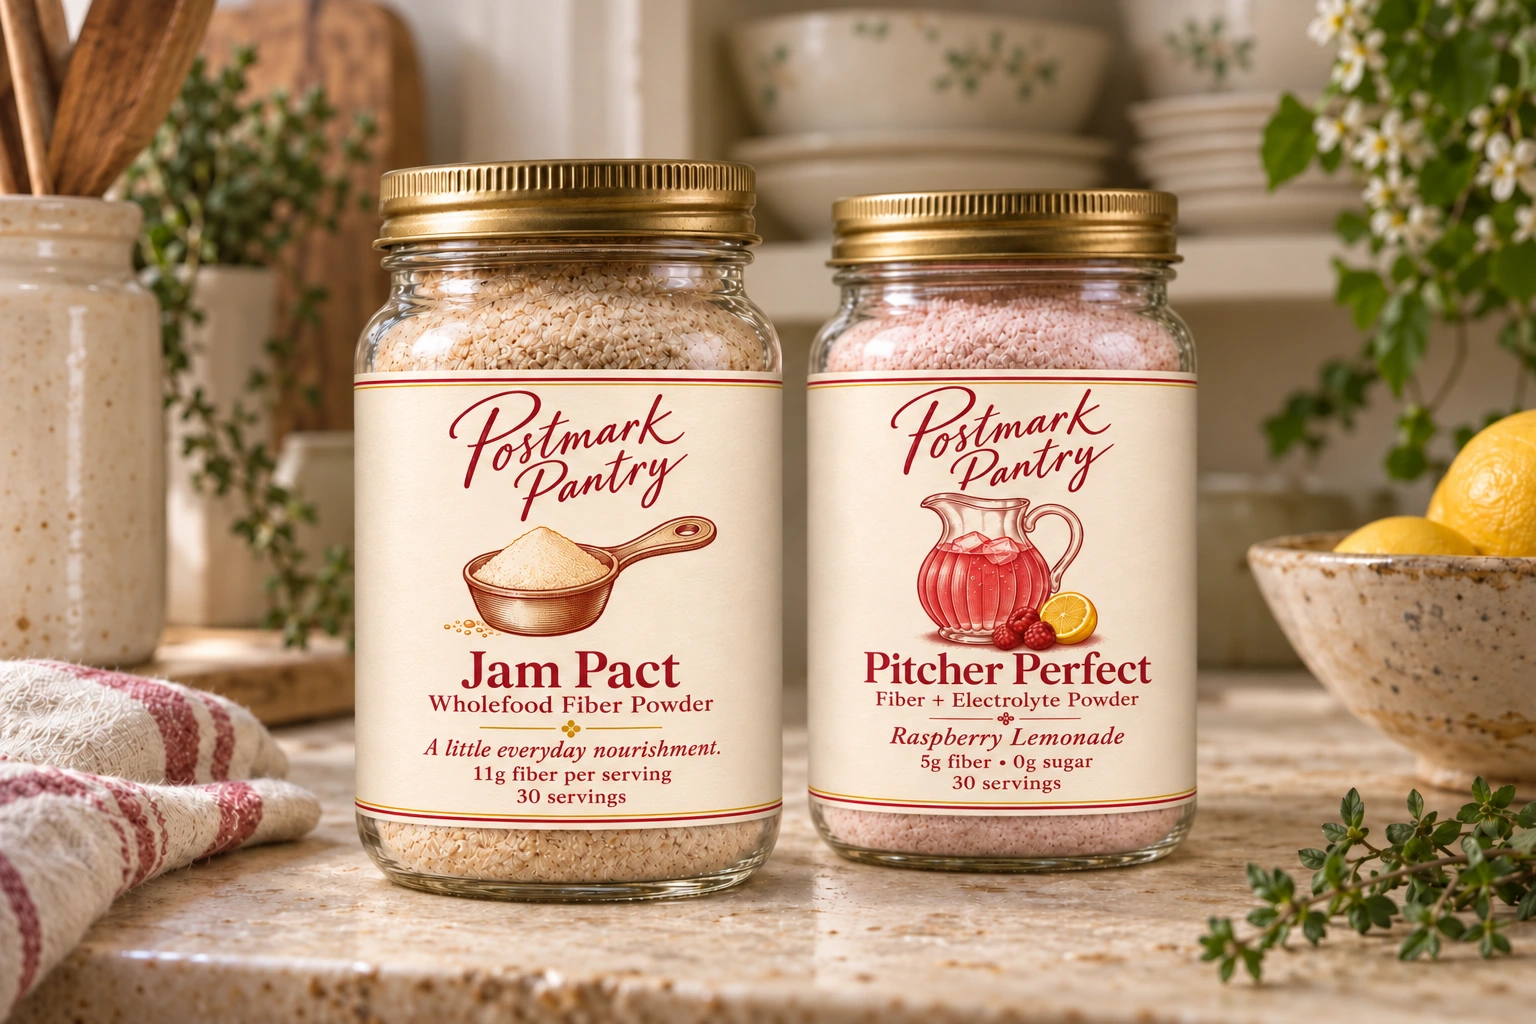 Postmark
Pantry
Jam Pact
Wholefood Fiber Powder
A little everyday nourishment.
11g fiber per serving
30 servings
Postmark
Pantry
Pitcher Perfect
Fiber + Electrolyte Powder
Raspberry Lemonade
5g fiber • 0g sugar
30 servings